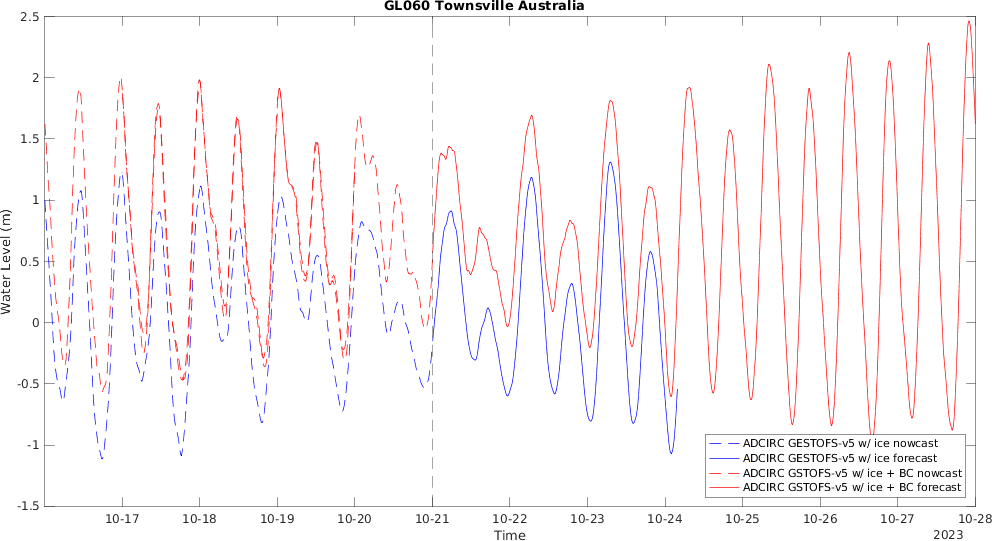 GL060 Townsville Australia
2.5
2
1.5
1
0.5
0
-0.5
-1
-1.5
Water Level (m)
10-17 10-18 10-19 10-20 10-21 10-22 10-23 10-24 10-25 10-26 10-27 10-28
Time
2023
ADCIRC GESTOFS-v5 w/ ice nowcast
ADCIRC GESTOFS-v5 w/ ice forecast
ADCIRC GSTOFS-v5 w/ ice + BC nowcast
ADCIRC GSTOFS-v5 w/ ice + BC forecast